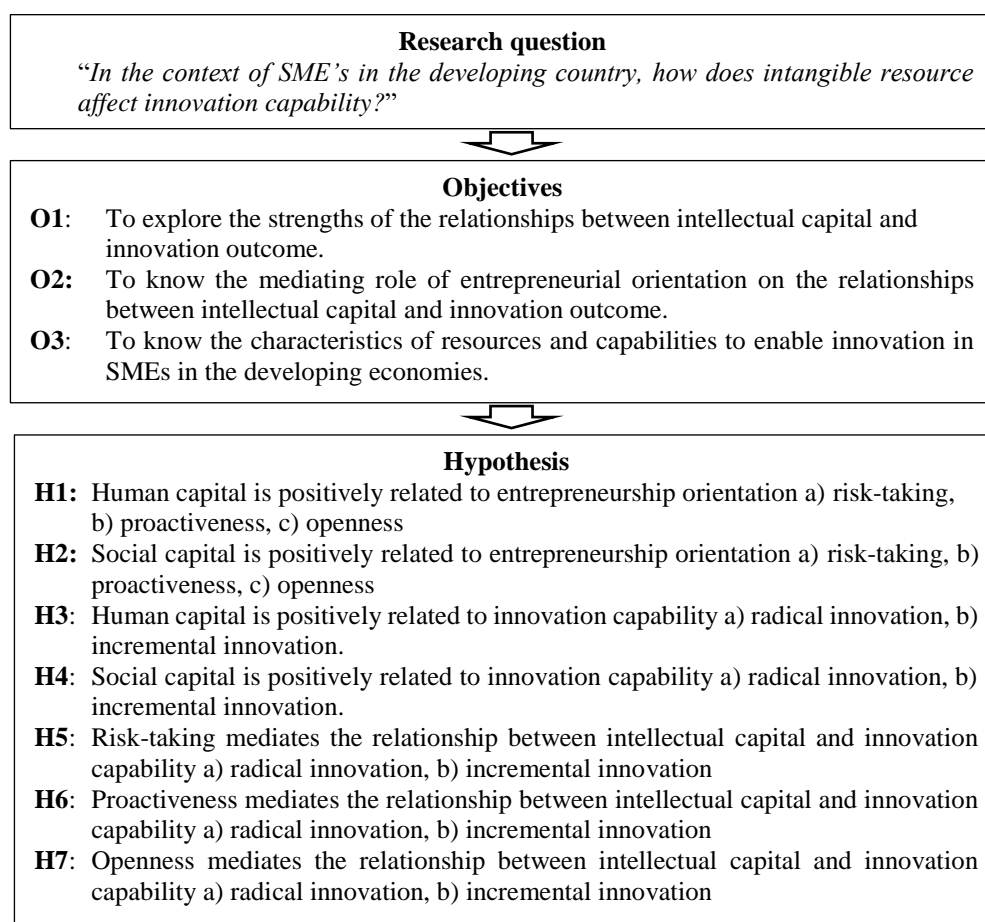 Research question
“In the context of SME’s in the developing country, how does intangible resource
affect innovation capability?”
Objectives
O1: To explore the strengths of the relationships between intellectual capital and
innovation outcome.
O2: To know the mediating role of entrepreneurial orientation on the relationships
between intellectual capital and innovation outcome.
O3: To know the characteristics of resources and capabilities to enable innovation in
SMEs in the developing economies.
Hypothesis
H1: Human capital is positively related to entrepreneurship orientation a) risk-taking,
b) proactiveness, c) openness
H2: Social capital is positively related to entrepreneurship orientation a) risk-taking, b)
proactiveness, c) openness
H3: Human capital is positively related to innovation capability a) radical innovation, b)
incremental innovation.
H4: Social capital is positively related to innovation capability a) radical innovation, b)
incremental innovation.
H5: Risk-taking mediates the relationship between intellectual capital and innovation
capability a) radical innovation, b) incremental innovation
H6: Proactiveness mediates the relationship between intellectual capital and innovation
capability a) radical innovation, b) incremental innovation
H7: Openness mediates the relationship between intellectual capital and innovation
capability a) radical innovation, b) incremental innovation